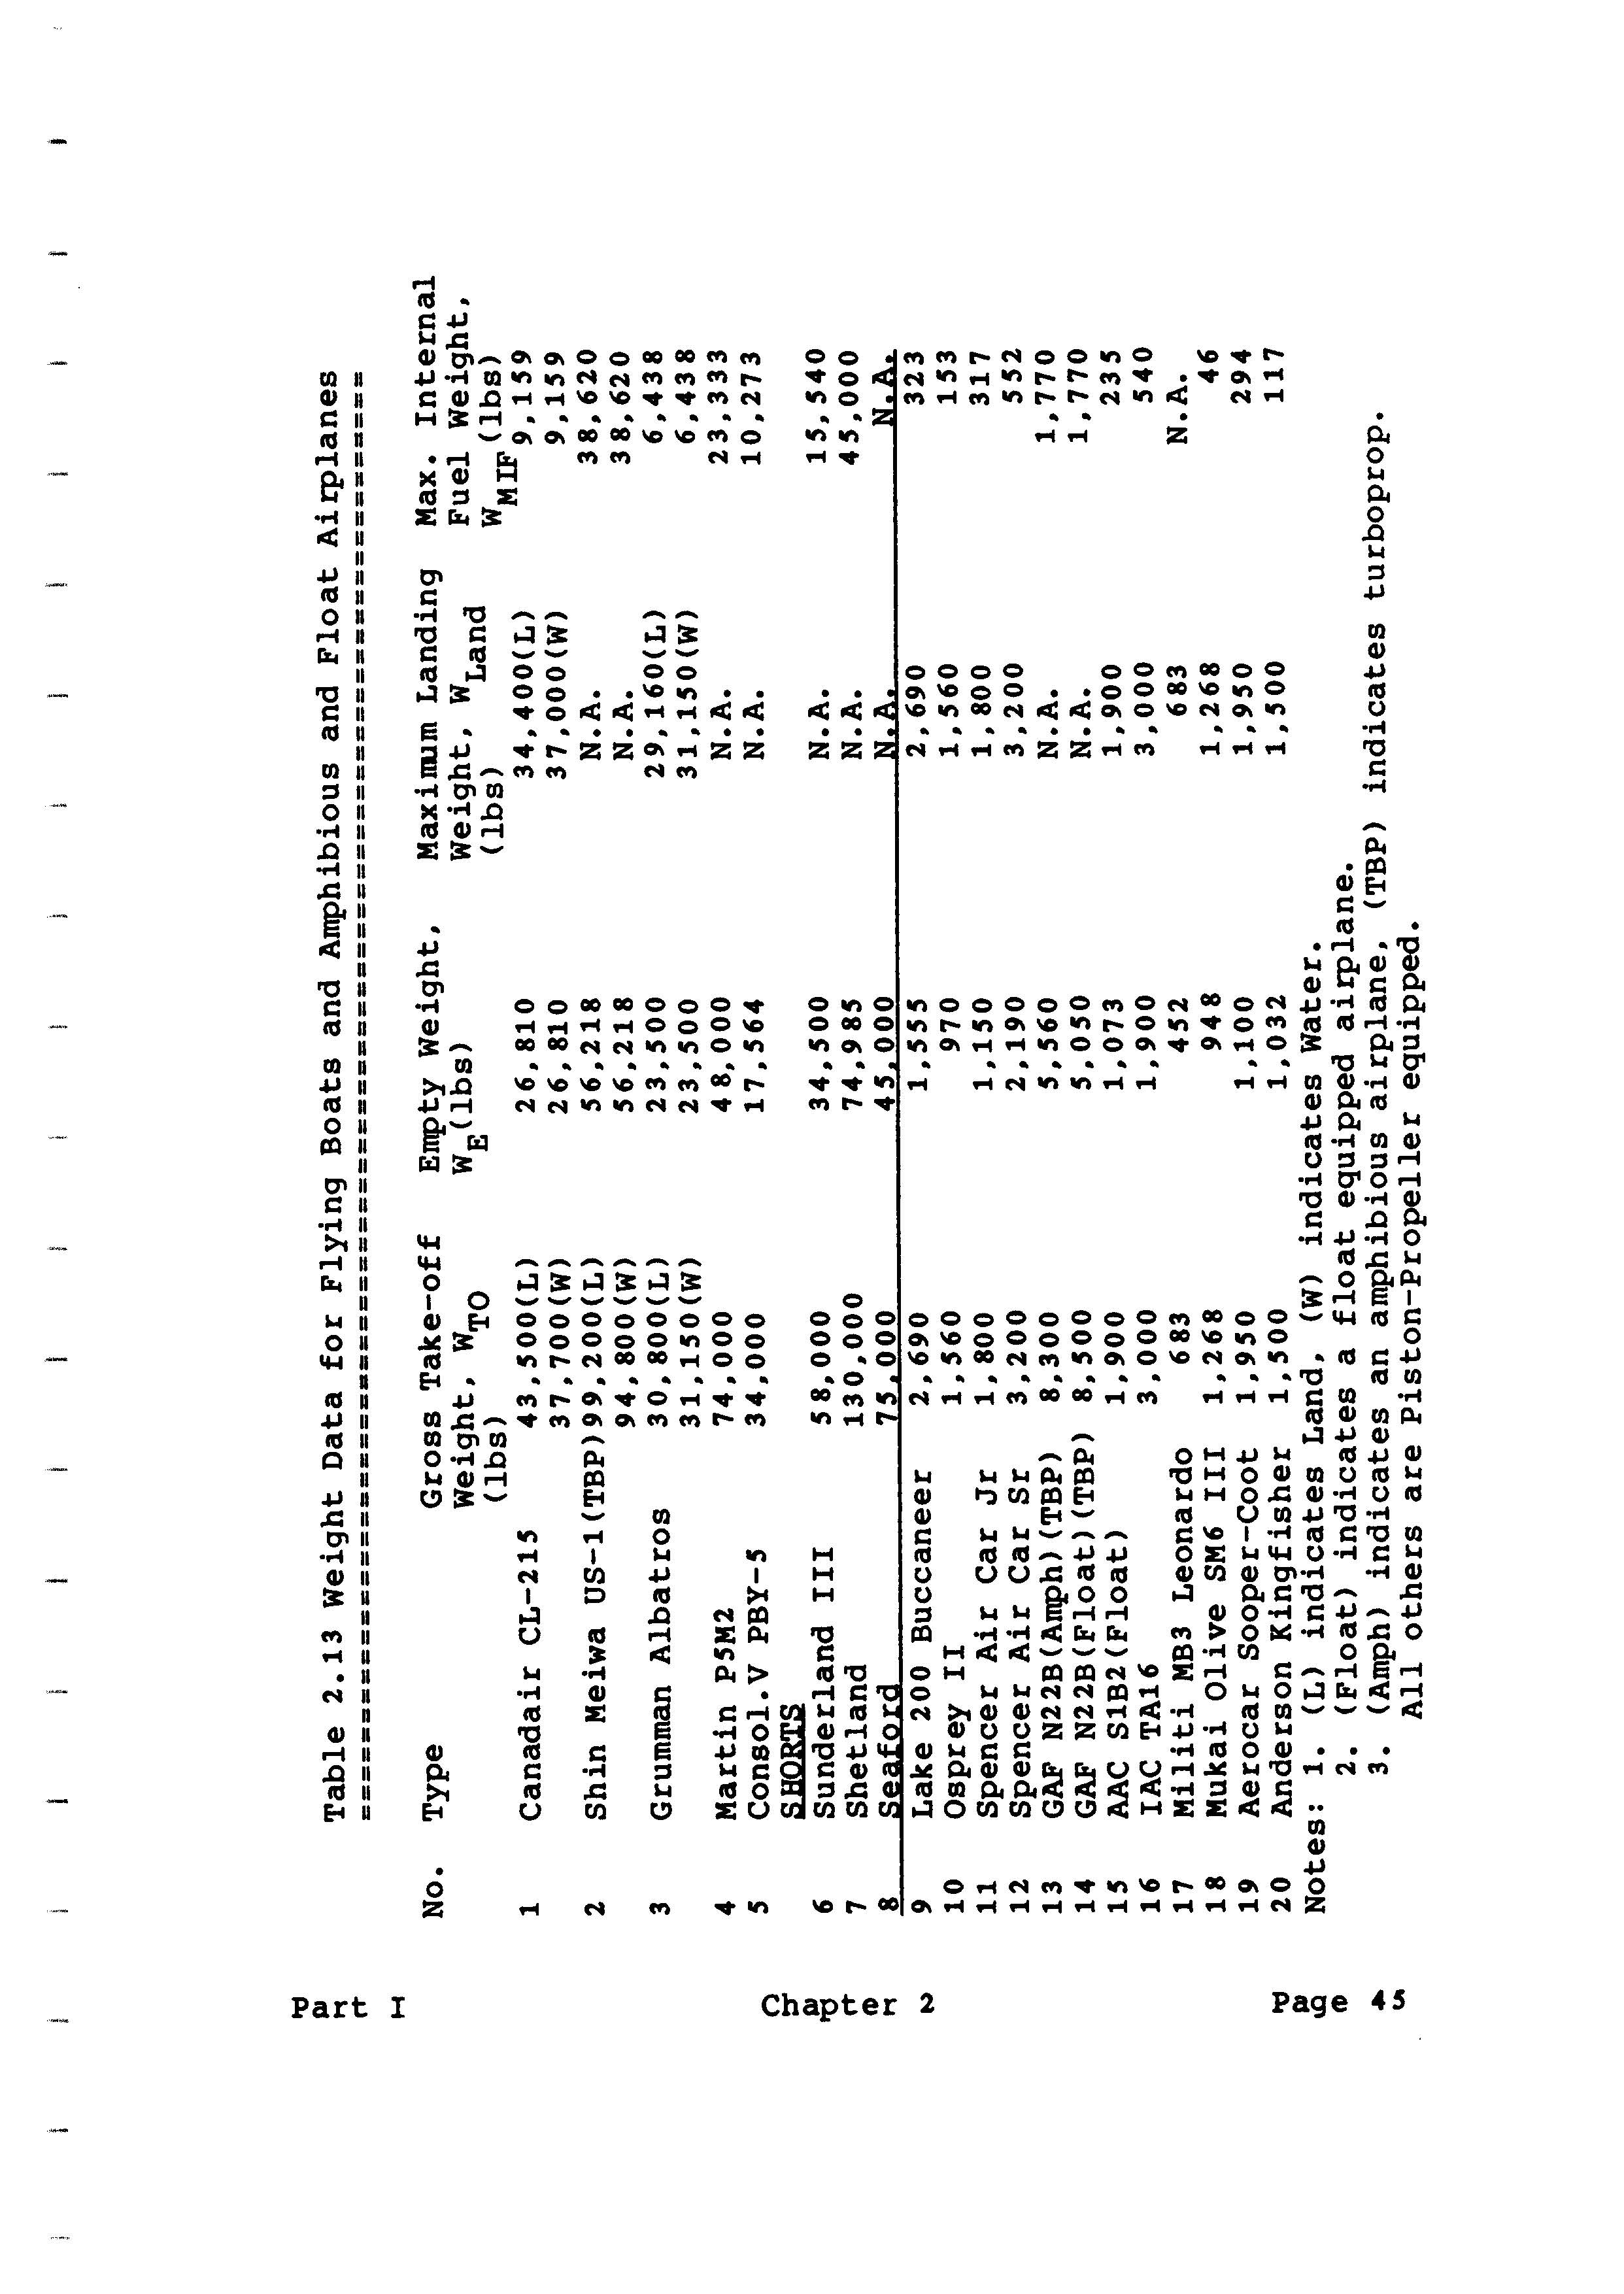 Part I
Chapter 2
Page 45
Table 2.13 Weight Data for Flying Boats and Amphibious and Float Airplanes
==========================================================================
No. Type Gross Take-off Empty Weight, Maximum Landing Max. Internal
Weight, WTO WE(lbs) Weight, WLand Fuel Weight,
(lbs) (lbs) WMIF(lbs)
1 Canadair CL-215 43,500(L) 26,810 34,400(L) 9,159
37,700(W) 26,810 37,000(W) 9,159
2 Shin Meiwa US-1(TBP)99,200(L) 56,218 N.A. 38,620
94,800(W) 56,218 N.A. 38,620
3 Grumman Albatros 30,800(L) 23,500 29,160(L) 6,438
31,150(W) 23,500 31,150(W) 6,438
4 Martin P5M2 74,000 48,000 N.A. 23,333
5 Consol.V PBY-5 34,000 17,564 N.A. 10,273
SHORTS
6 Sunderland III 58,000 34,500 N.A. 15,540
7 Shetland 130,000 74,985 N.A. 45,000
8 Seaford 75,000 45,000 N.A. N.A.
9 Lake 200 Buccaneer 2,690 1,555 2,690 323
10 Osprey II 1,560 970 1,560 153
11 Spencer Air Car Jr 1,800 1,150 1,800 317
12 Spencer Air Car Sr 3,200 2,190 3,200 552
13 GAF N22B(Amph)(TBP) 8,300 5,560 N.A. 1,770
14 GAF N22B(Float)(TBP) 8,500 5,050 N.A. 1,770
15 AAC S1B2(Float) 1,900 1,073 1,900 235
16 IAC TA16 3,000 1,900 3,000 540
17 Militi MB3 Leonardo 683 452 683 N.A.
18 Mukai Olive SM6 III 1,268 948 1,268 46
19 Aerocar Sooper-Coot 1,950 1,100 1,950 294
20 Anderson Kingfisher 1,500 1,032 1,500 117
Notes: 1. (L) indicates Land, (W) indicates Water.
2. (Float) indicates a float equipped airplane.
3. (Amph) indicates an amphibious airplane, (TBP) indicates turboprop.
All others are Piston-Propeller equipped.